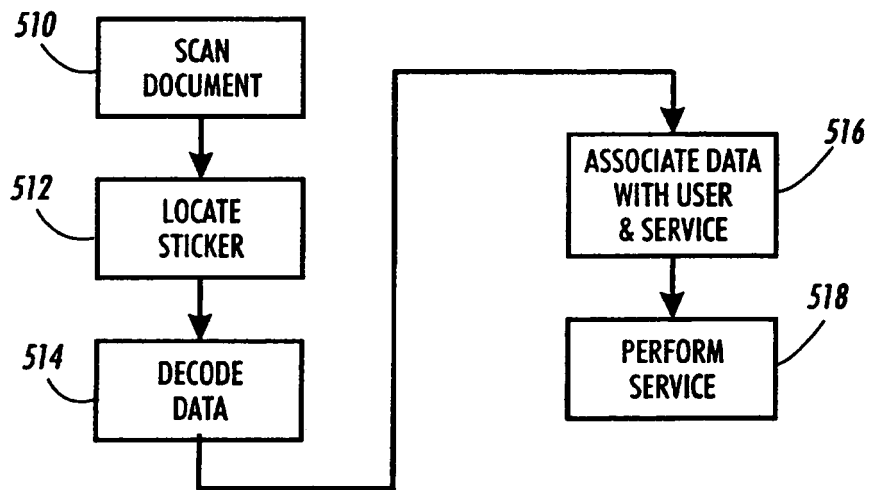 510
SCAN
DOCUMENT
512
LOCATE
STICKER
514
DECODE
DATA
516
ASSOCIATE DATA
WITH USER
& SERVICE
518
PERFORM
SERVICE